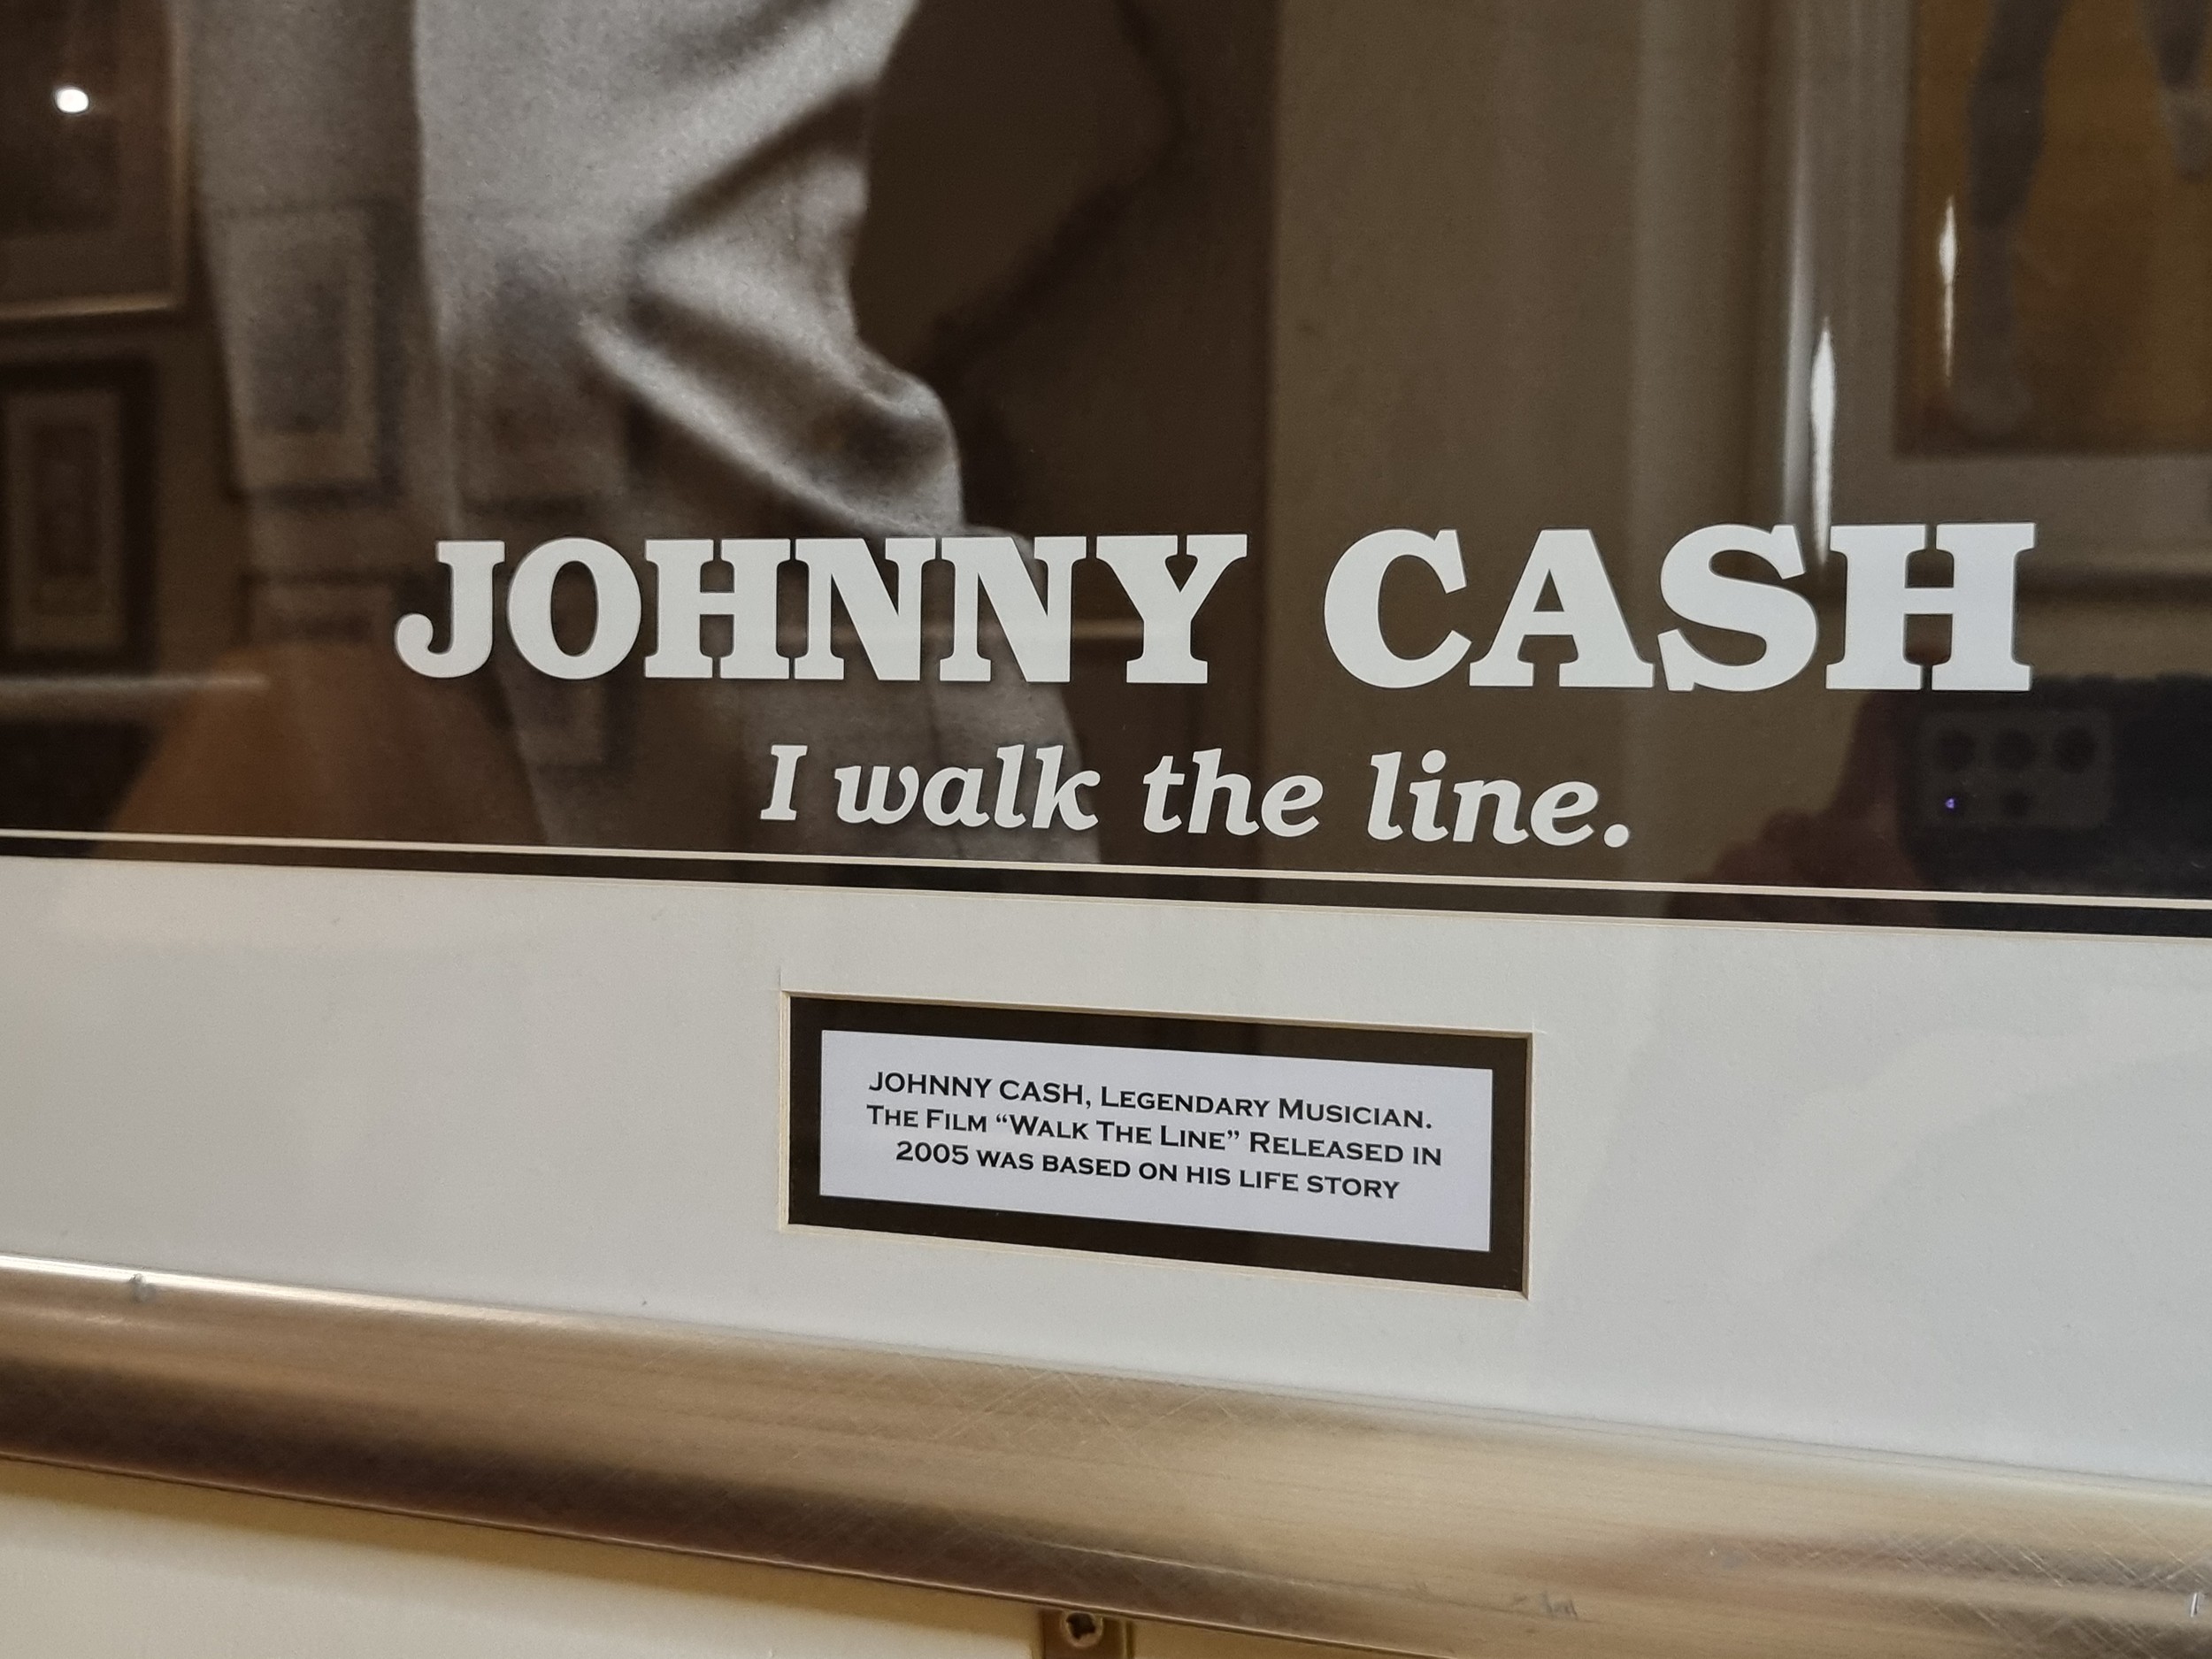 JOHNNY CASH
I walk the line.
JOHNNY CASH, LEGENDARY MUSICIAN.
THE FILM “WALK THE LINE” RELEASED IN
2005 WAS BASED ON HIS LIFE STORY